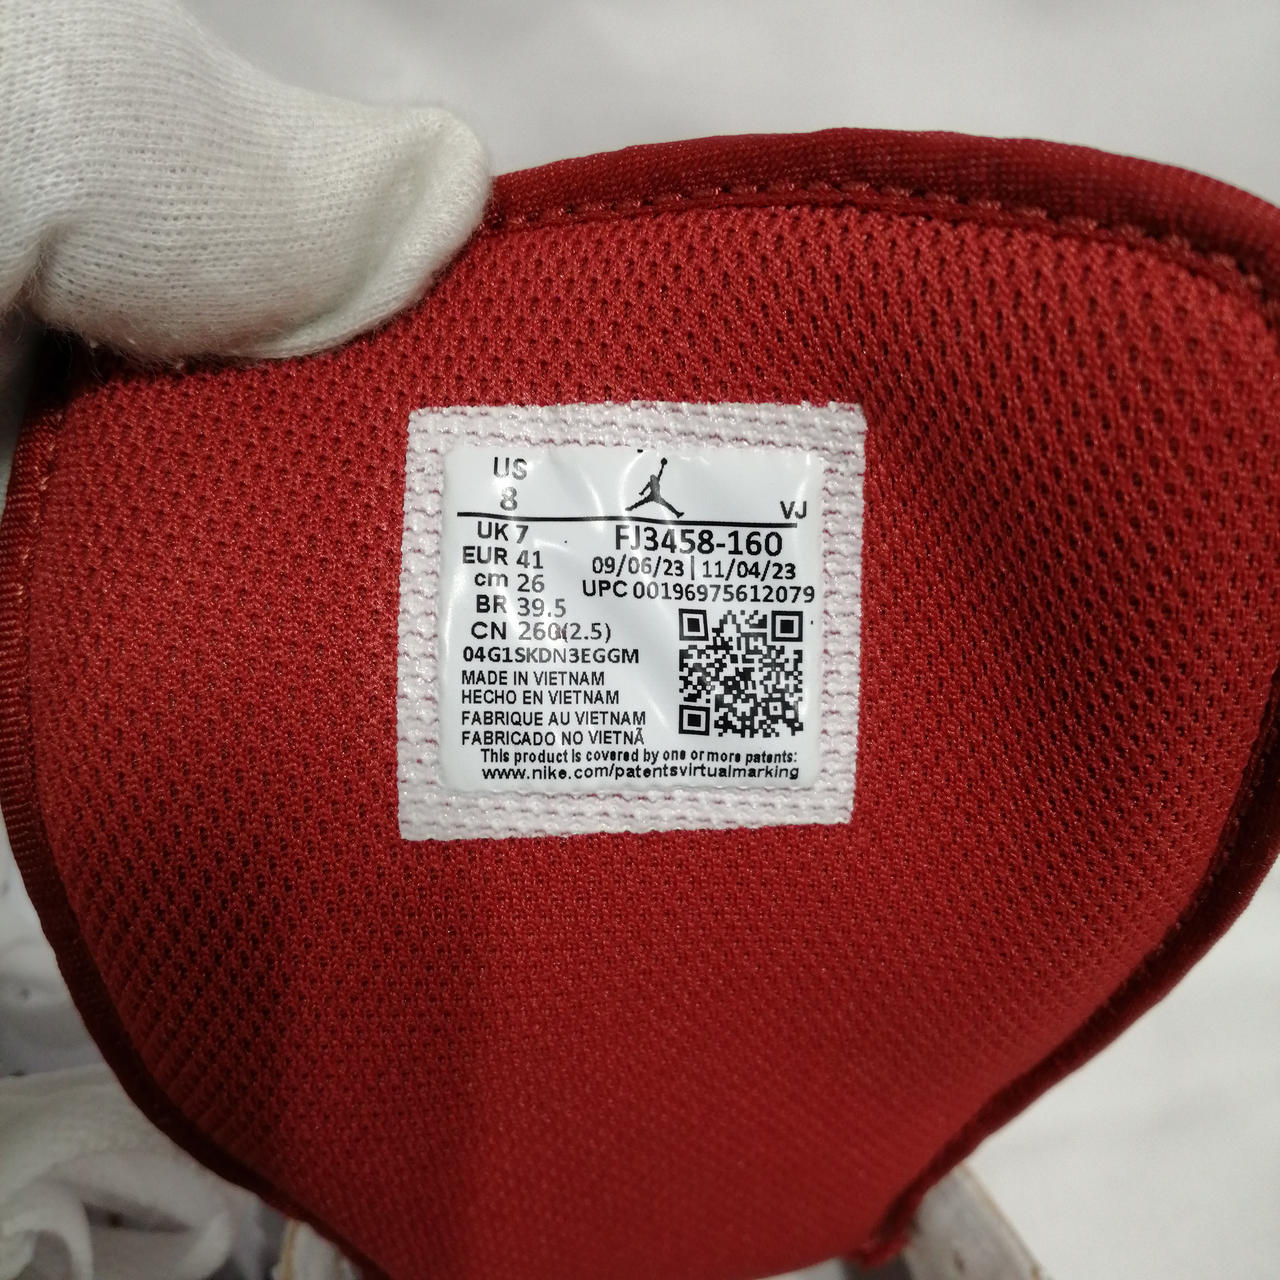 US
8
VJ
UK 7
FJ3458-160
EUR 41
09/06/23 | 11/04/23
cm 26
UPC 00196975612079
BR 39.5
CN 260(2.5)
04G1SKDN3EGGM
MADE IN VIETNAM
HECHO EN VIETNAM
FABRIQUE AU VIETNAM
FABRICADO NO VIETNÃ
This product is covered by one or more patents:
www.nike.com/patentsvirtualmarking